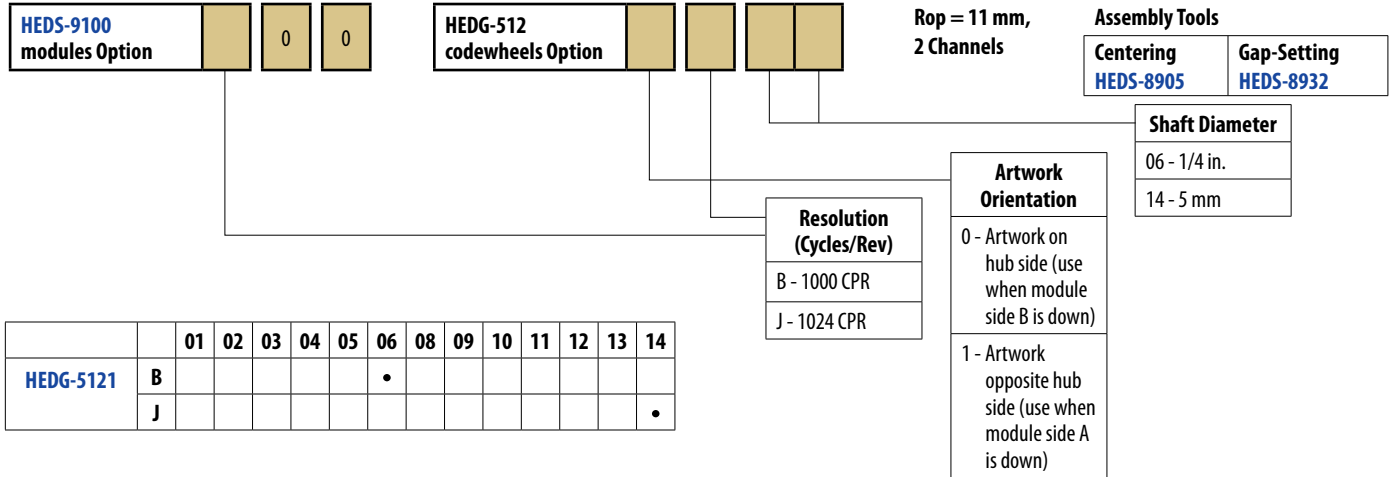 HEDS-9100
modules Option
0
0
HEDG-512
codewheels Option
Rop = 11 mm,
2 Channels
Assembly Tools
Centering
HEDS-8905
Gap-Setting
HEDS-8932
Shaft Diameter
06 - 1/4 in.
14 - 5 mm
Artwork
Orientation
0 - Artwork on
hub side (use
when module
side B is down)
1 - Artwork
opposite hub
side (use when
module side A
is down)
Resolution
(Cycles/Rev)
B - 1000 CPR
J - 1024 CPR
01 02 03 04 05 06 08 09 10 11 12 13 14
HEDG-5121 B •
J •